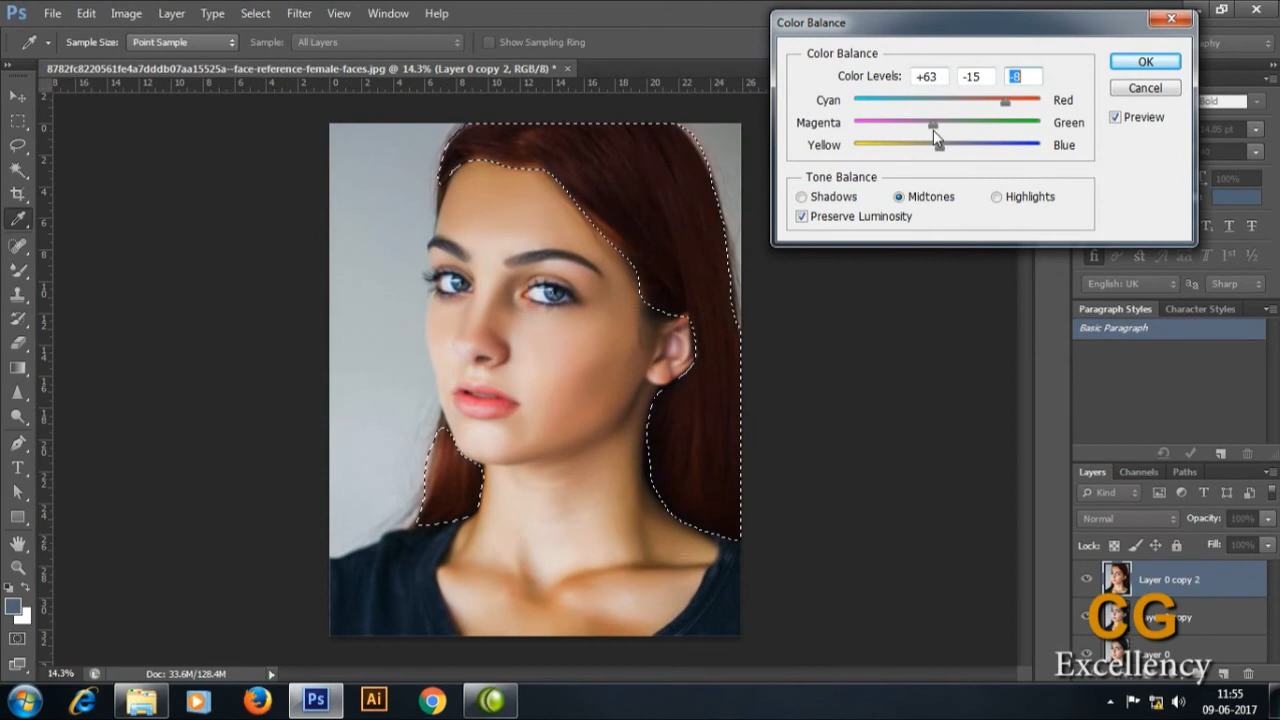 Ps File Edit Image Layer Type Select Filter View Window Help
Sample Size: Point Sample Sample: All Layers Show Sampling Ring
8782fc8220561fe4a7dddb07aa15525a--face-reference-female-faces.jpg @ 14.3% (Layer 0 copy 2, RGB/8) *
Color Balance
Color Balance
Color Levels: +63 -15 -8
Cyan Red
Magenta Green
Yellow Blue
Tone Balance
Shadows Midtones Highlights
Preserve Luminosity
OK
Cancel
Preview
Bold
100%
English: UK Sharp
Paragraph Styles Character Styles
Basic Paragraph
Layers Channels Paths
Kind
Normal Opacity: 100%
Lock: Fill: 100%
Layer 0 copy 2
copy
Layer 0
CG
Excellency
14.3% Doc: 33.6M/128.4M
Ps Ai
11:55
09-06-2017